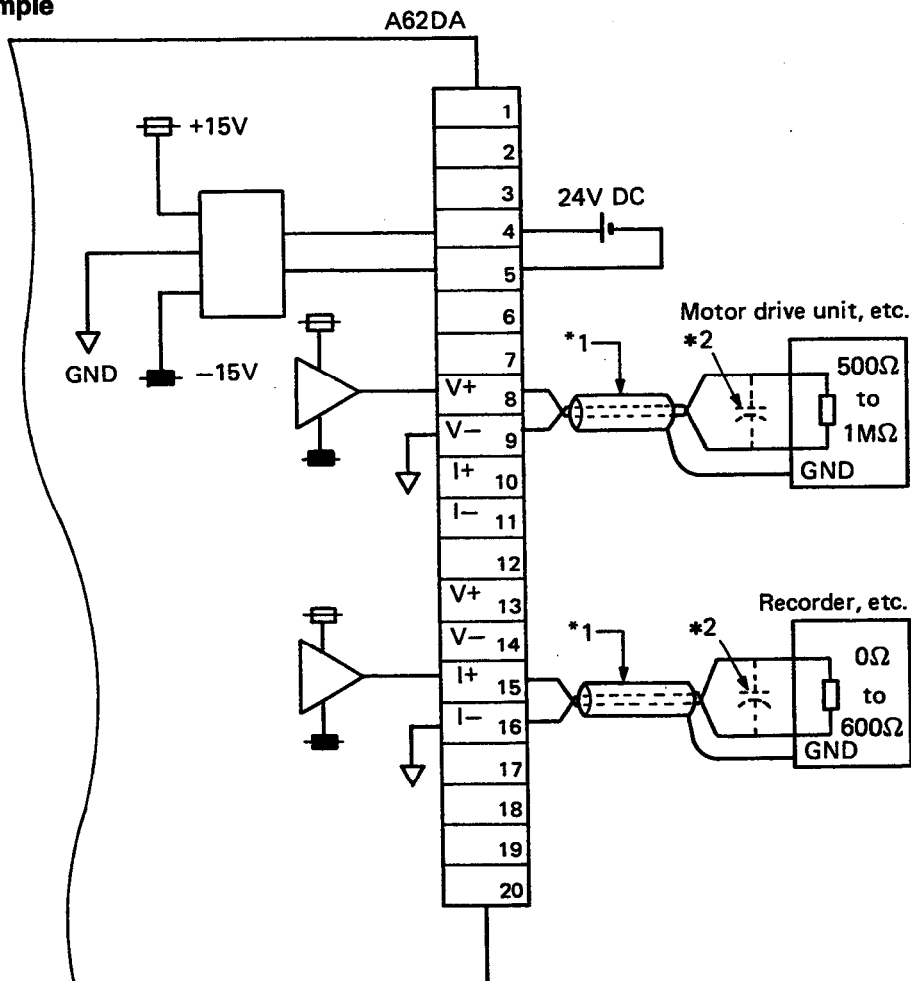 mple
A62DA
+15V
GND
−15V
24V DC
1
2
3
4
5
6
7
V+ 8
V− 9
I+ 10
I− 11
12
V+ 13
V− 14
I+ 15
I− 16
17
18
19
20
Motor drive unit, etc.
*1
*2
500Ω
to
1MΩ
GND
Recorder, etc.
*1
*2
0Ω
to
600Ω
GND